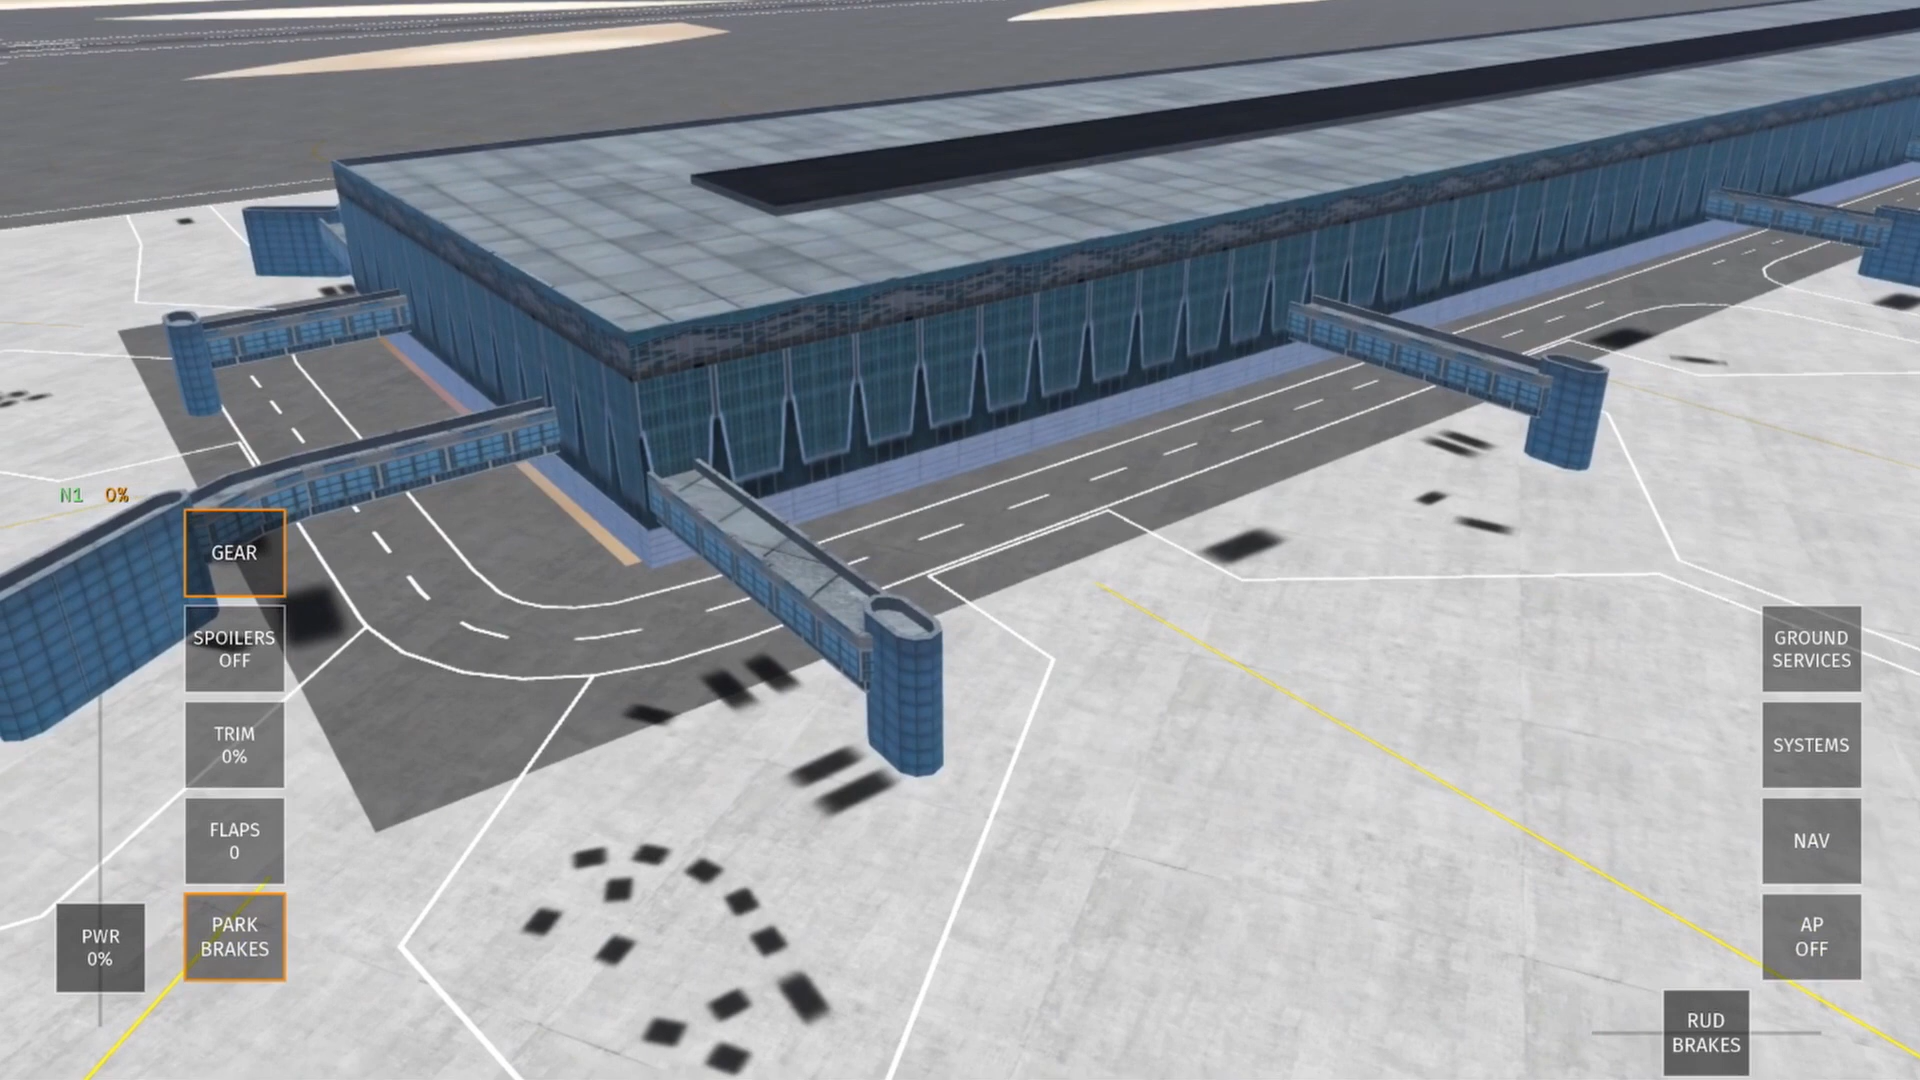 N1 0%
GEAR
SPOILERS
OFF
TRIM
0%
FLAPS
0
PARK
BRAKES
PWR
0%
GROUND
SERVICES
SYSTEMS
NAV
AP
OFF
RUD
BRAKES